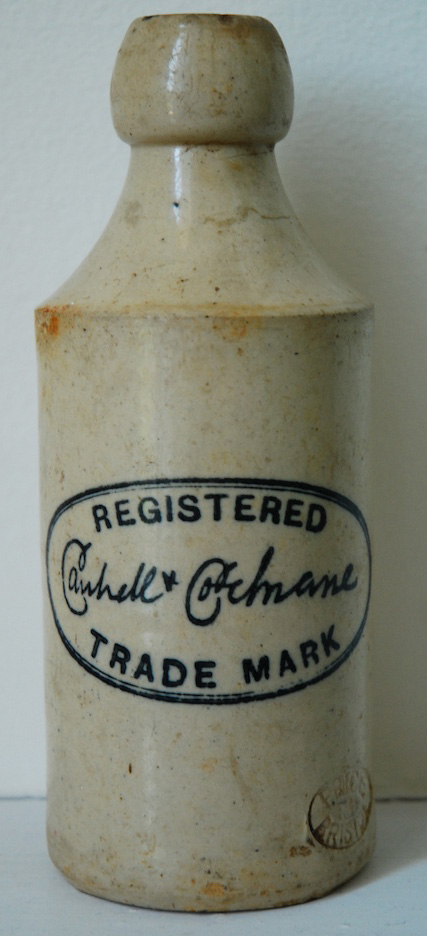 REGISTERED
Cantrell & Cochrane
TRADE MARK